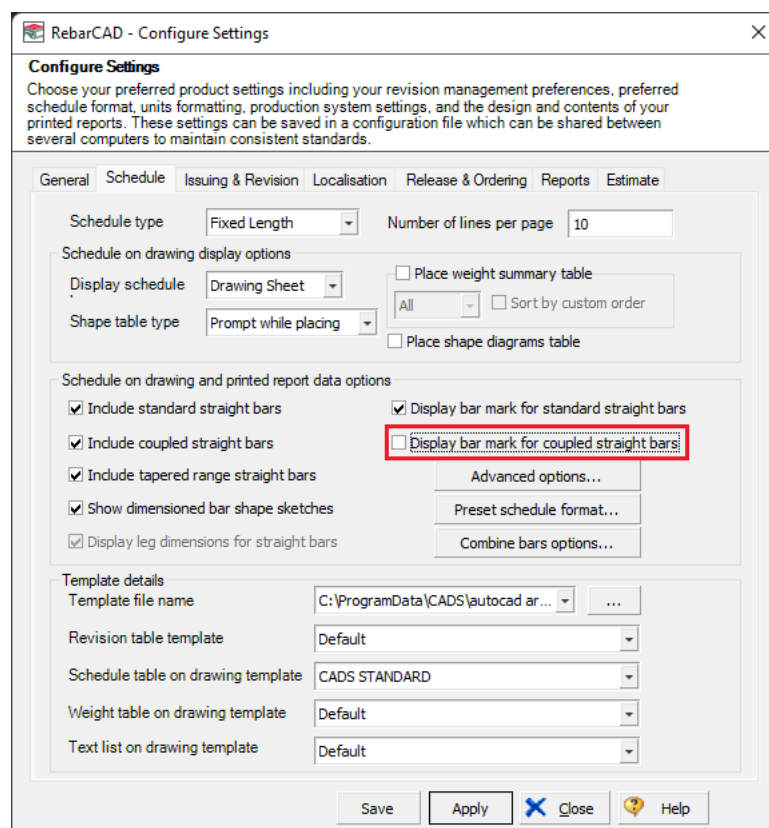 RebarCAD - Configure Settings
Configure Settings
Choose your preferred product settings including your revision management preferences, preferred
schedule format, units formatting, production system settings, and the design and contents of your
printed reports. These settings can be saved in a configuration file which can be shared between
several computers to maintain consistent standards.
General Schedule Issuing & Revision Localisation Release & Ordering Reports Estimate
Schedule type Fixed Length Number of lines per page 10
Schedule on drawing display options
Display schedule Drawing Sheet Place weight summary table
All Sort by custom order
Shape table type Prompt while placing
Place shape diagrams table
Schedule on drawing and printed report data options
Include standard straight bars Display bar mark for standard straight bars
Include coupled straight bars Display bar mark for coupled straight bars
Include tapered range straight bars Advanced options...
Show dimensioned bar shape sketches Preset schedule format...
Display leg dimensions for straight bars Combine bars options...
Template details
Template file name C:\ProgramData\CADS\autocad ar... ...
Revision table template Default
Schedule table on drawing template CADS STANDARD
Weight table on drawing template Default
Text list on drawing template Default
Save Apply Close Help